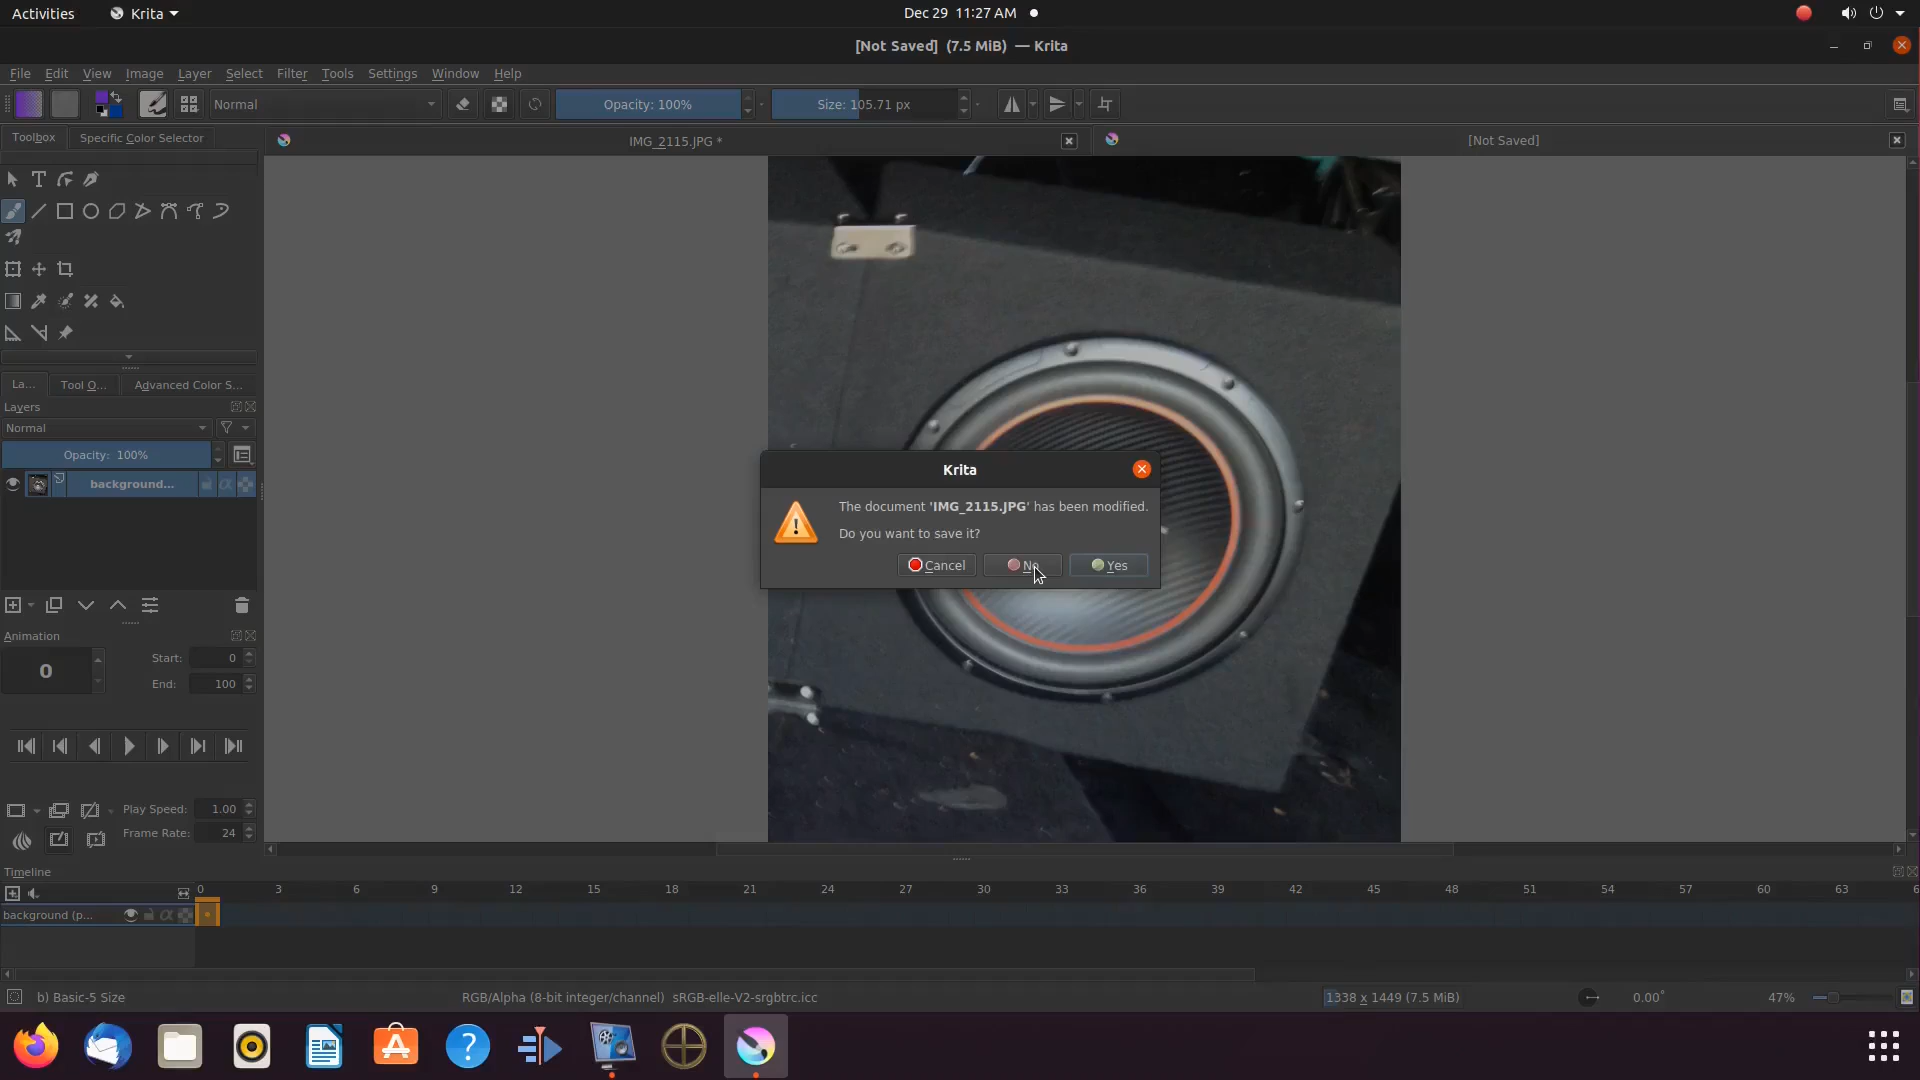 Activities Krita Dec 29 11:27 AM
[Not Saved] (7.5 MiB) — Krita
File Edit View Image Layer Select Filter Tools Settings Window Help
Normal Opacity: 100% Size: 105.71 px
Toolbox Specific Color Selector IMG_2115.JPG * [Not Saved]
La... Tool O... Advanced Color S...
Layers
Normal
Opacity: 100%
background...
Krita
The document 'IMG_2115.JPG' has been modified.
Do you want to save it?
Cancel No Yes
Animation
0 Start: 0
End: 100
Play Speed: 1.00
Frame Rate: 24
Timeline
0 3 6 9 12 15 18 21 24 27 30 33 36 39 42 45 48 51 54 57 60 63 6
background (p...
b) Basic-5 Size RGB/Alpha (8-bit integer/channel) sRGB-elle-V2-srgbtrc.icc 1338 x 1449 (7.5 MiB) 0.00° 47%